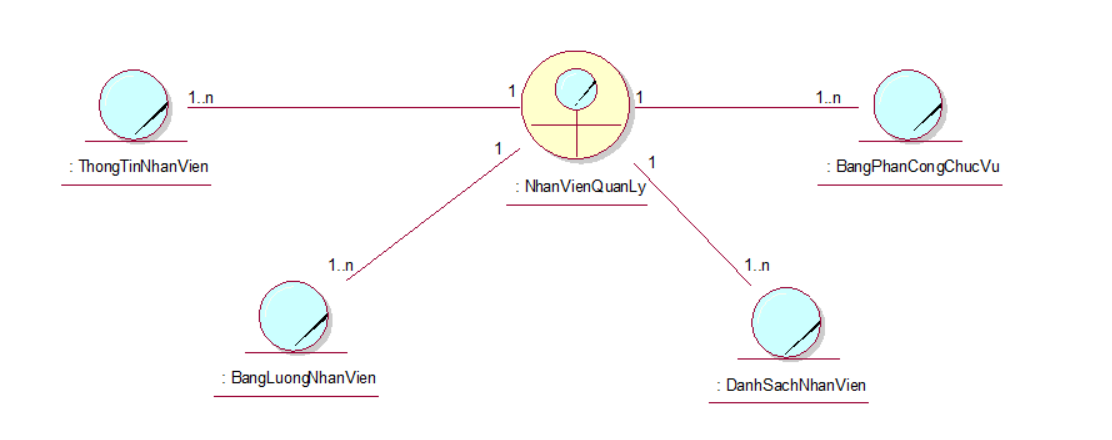 1..n
1
1
1..n
: ThongTinNhanVien
: NhanVienQuanLy
: BangPhanCongChucVu
1
1
1..n
1..n
: BangLuongNhanVien
: DanhSachNhanVien